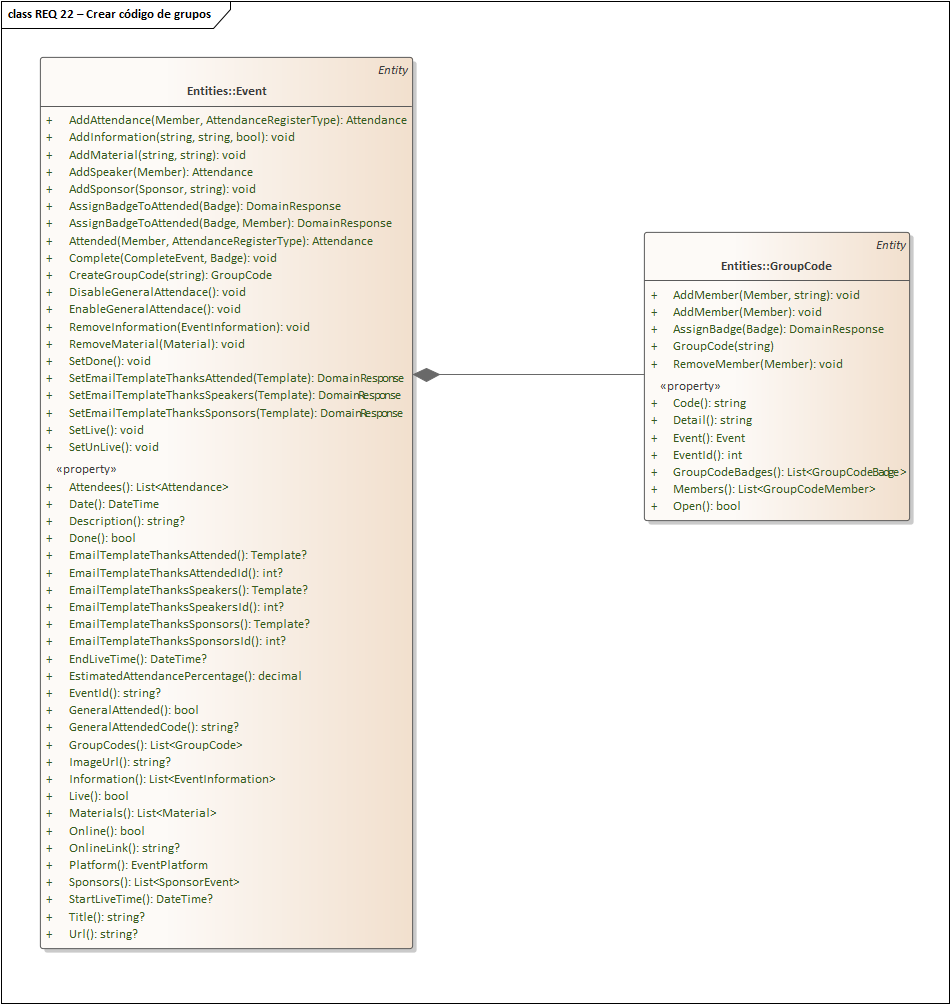 class REQ 22 – Crear código de grupos
Entity
Entities::Event
+ AddAttendance(Member, AttendanceRegisterType): Attendance
+ AddInformation(string, string, bool): void
+ AddMaterial(string, string): void
+ AddSpeaker(Member): Attendance
+ AddSponsor(Sponsor, string): void
+ AssignBadgeToAttended(Badge): DomainResponse
+ AssignBadgeToAttended(Badge, Member): DomainResponse
+ Attended(Member, AttendanceRegisterType): Attendance
+ Complete(CompleteEvent, Badge): void
+ CreateGroupCode(string): GroupCode
+ DisableGeneralAttendace(): void
+ EnableGeneralAttendace(): void
+ RemoveInformation(EventInformation): void
+ RemoveMaterial(Material): void
+ SetDone(): void
+ SetEmailTemplateThanksAttended(Template): DomainResponse
+ SetEmailTemplateThanksSpeakers(Template): DomainResponse
+ SetEmailTemplateThanksSponsors(Template): DomainResponse
+ SetLive(): void
+ SetUnLive(): void
«property»
+ Attendees(): List<Attendance>
+ Date(): DateTime
+ Description(): string?
+ Done(): bool
+ EmailTemplateThanksAttended(): Template?
+ EmailTemplateThanksAttendedId(): int?
+ EmailTemplateThanksSpeakers(): Template?
+ EmailTemplateThanksSpeakersId(): int?
+ EmailTemplateThanksSponsors(): Template?
+ EmailTemplateThanksSponsorsId(): int?
+ EndLiveTime(): DateTime?
+ EstimatedAttendancePercentage(): decimal
+ EventId(): string?
+ GeneralAttended(): bool
+ GeneralAttendedCode(): string?
+ GroupCodes(): List<GroupCode>
+ ImageUrl(): string?
+ Information(): List<EventInformation>
+ Live(): bool
+ Materials(): List<Material>
+ Online(): bool
+ OnlineLink(): string?
+ Platform(): EventPlatform
+ Sponsors(): List<SponsorEvent>
+ StartLiveTime(): DateTime?
+ Title(): string?
+ Url(): string?
Entity
Entities::GroupCode
+ AddMember(Member, string): void
+ AddMember(Member): void
+ AssignBadge(Badge): DomainResponse
+ GroupCode(string)
+ RemoveMember(Member): void
«property»
+ Code(): string
+ Detail(): string
+ Event(): Event
+ EventId(): int
+ GroupCodeBadges(): List<GroupCodeBadge>
+ Members(): List<GroupCodeMember>
+ Open(): bool